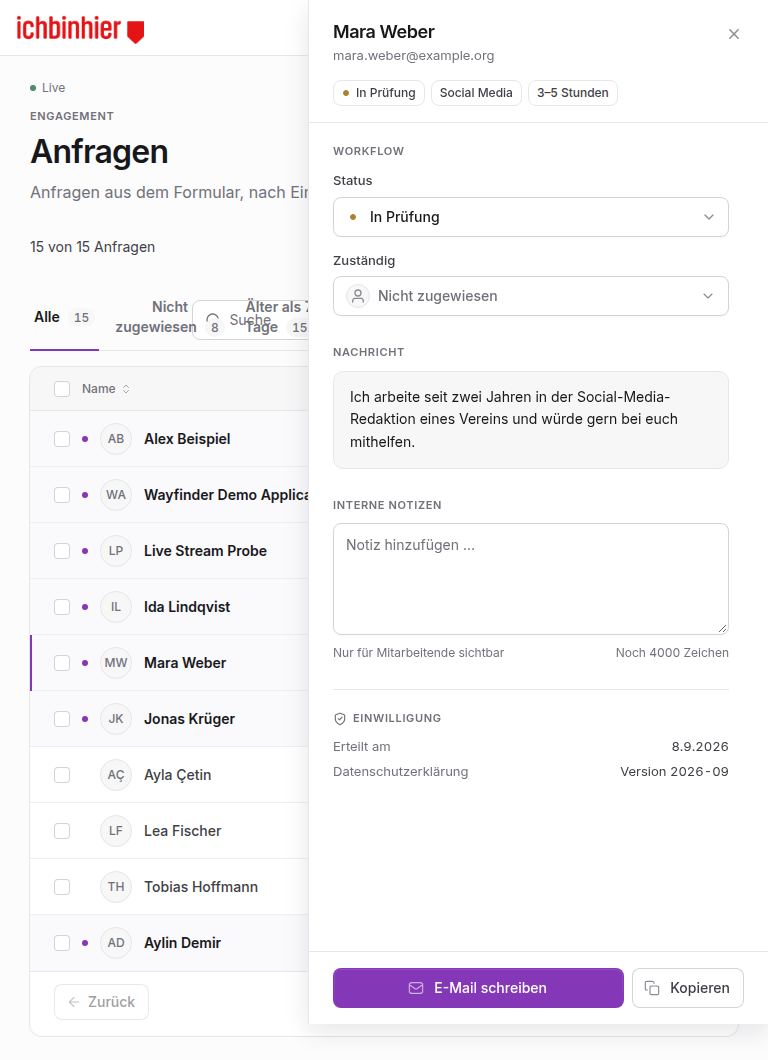 ichbinhier
Live
ENGAGEMENT
Anfragen
Anfragen aus dem Formular, nach
15 von 15 Anfragen
Alle 15
Nicht zugewiesen 8
Älter als
Tage 15
Suche
Name
AB Alex Beispiel
WA Wayfinder Demo
LP Live Stream Probe
IL Ida Lindqvist
MW Mara Weber
JK Jonas Krüger
AÇ Ayla Çetin
LF Lea Fischer
TH Tobias Hoffmann
AD Aylin Demir
Zurück
Mara Weber
mara.weber@example.org
In Prüfung Social Media 3–5 Stunden
WORKFLOW
Status
In Prüfung
Zuständig
Nicht zugewiesen
NACHRICHT
Ich arbeite seit zwei Jahren in der Social-Media-
Redaktion eines Vereins und würde gern bei euch
mithelfen.
INTERNE NOTIZEN
Notiz hinzufügen ...
Nur für Mitarbeitende sichtbar Noch 4000 Zeichen
EINWILLIGUNG
Erteilt am 8.9.2026
Datenschutzerklärung Version 2026-09
E-Mail schreiben Kopieren